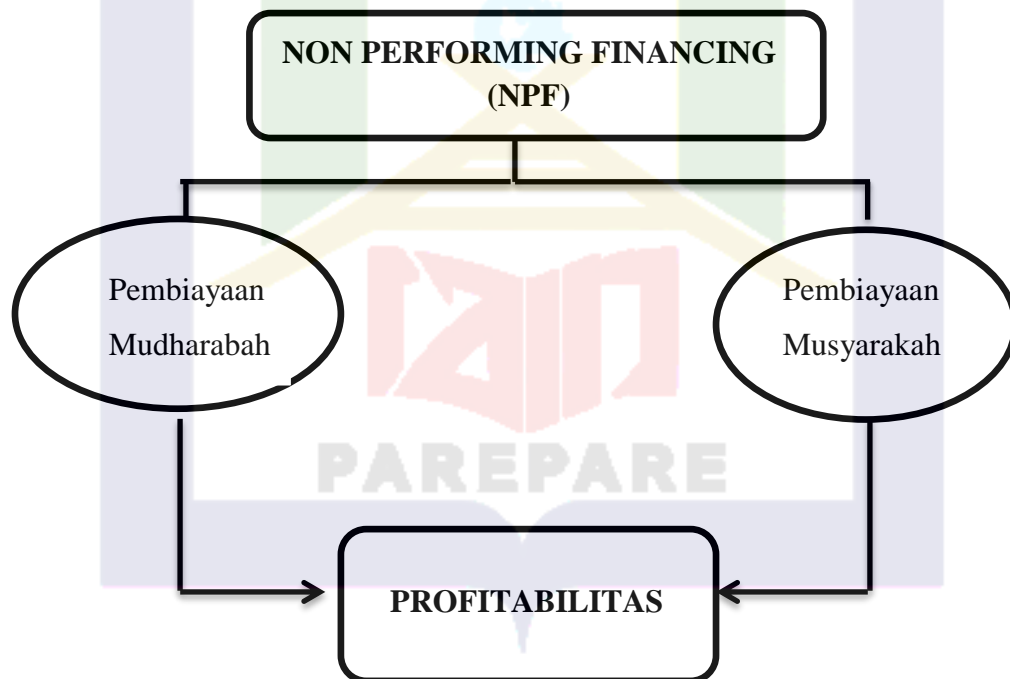 NON PERFORMING FINANCING
(NPF)
Pembiayaan
Mudharabah
Pembiayaan
Musyarakah
PAREPARE
PROFITABILITAS